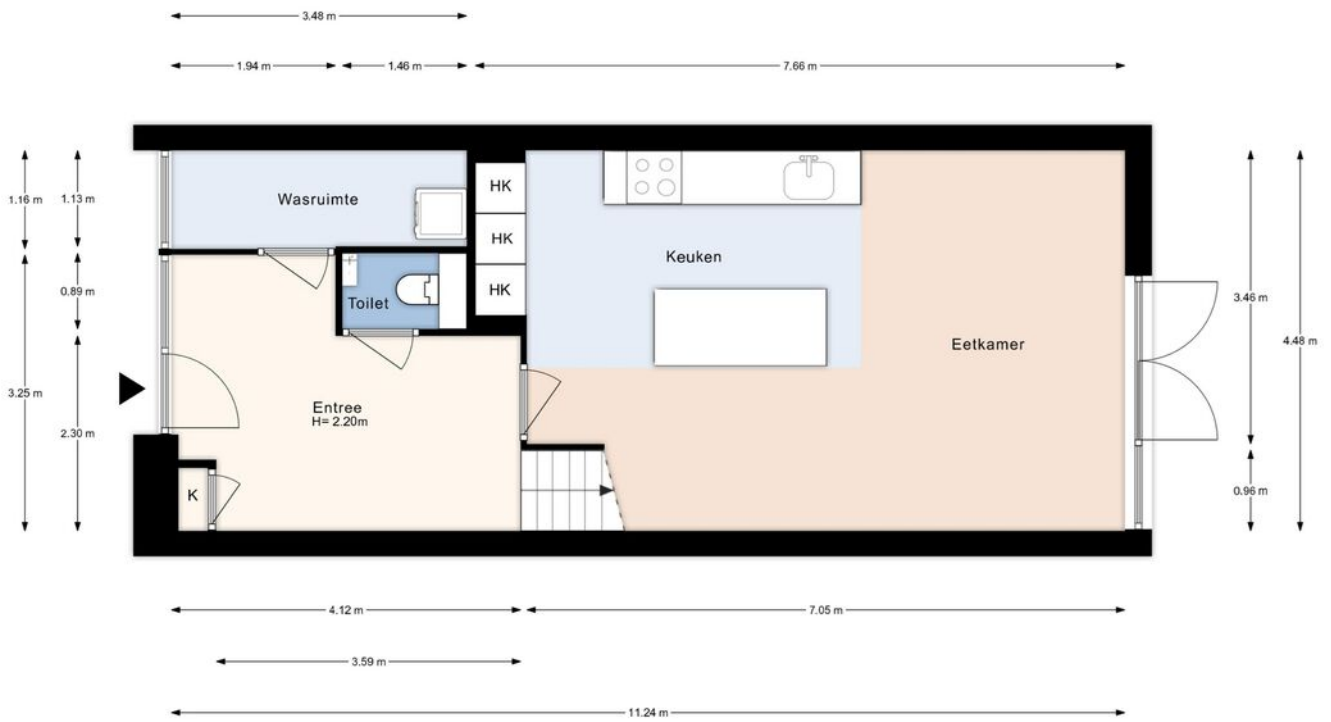 3.48 m
1.94 m
1.46 m
7.66 m
1.16 m
1.13 m
Wasruimte
HK
HK
HK
Keuken
0.89 m
Toilet
3.46 m
4.48 m
Eetkamer
3.25 m
Entree
H= 2.20m
2.30 m
K
0.96 m
4.12 m
7.05 m
3.59 m
11.24 m